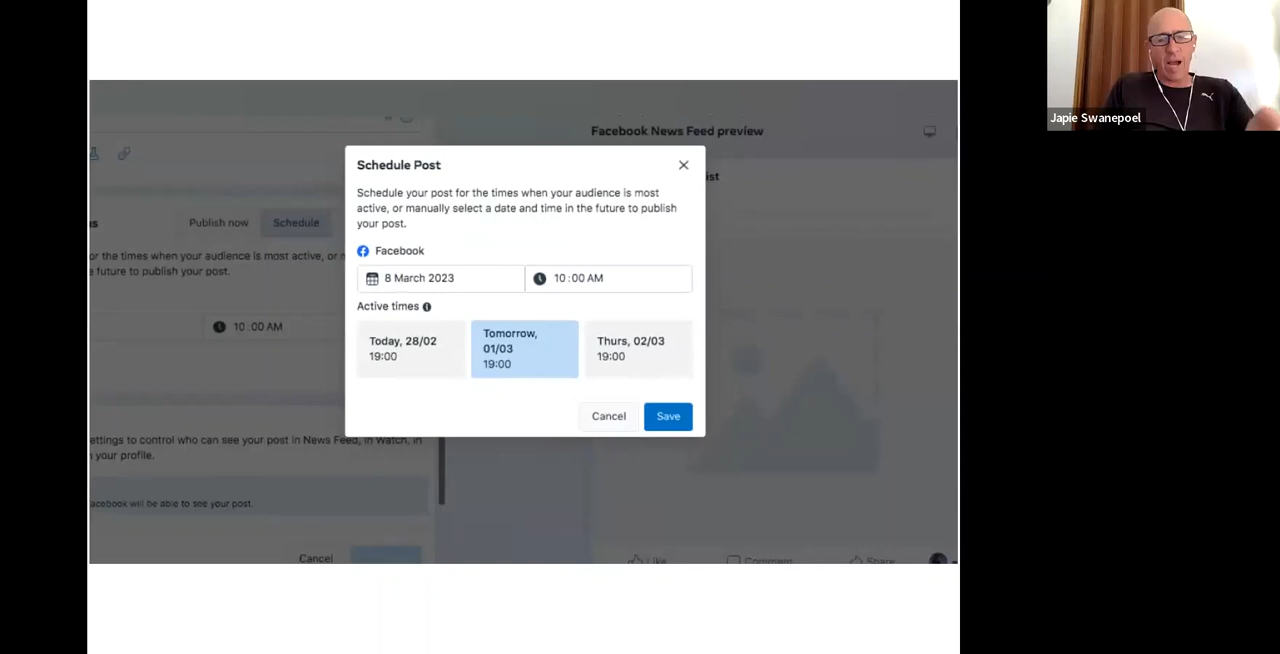 Japie Swanepoel
Facebook News Feed preview
Schedule Post
Schedule your post for the times when your audience is most
active, or manually select a date and time in the future to publish
your post.
Facebook
8 March 2023
10:00 AM
Active times
Today, 28/02
19:00
Tomorrow,
01/03
19:00
Thurs, 02/03
19:00
Cancel
Save
Publish now
Schedule
or the times when your audience is most active, or
future to publish your post.
10:00 AM
ettings to control who can see your post in News Feed, in Watch, in
your profile.
acebook will be able to see your post.
Cancel
Like
Comment
Share